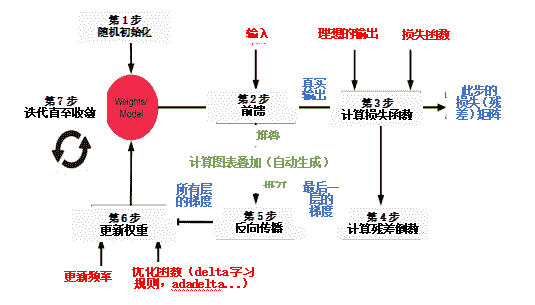 第1步
随机初始化
输入
理想的输出
损失函数
第7步
迭代直至收敛
Weights/
Model
第2步
前端
真实
输出
第3步
计算损失函数
此步的
损失(残
差)矩阵
推卷
计算图表叠加(自动生成)
所有层
的梯度
最后一
层的
梯度
第6步
更新权重
第5步
反向传播
第4步
计算残差倒数
更新频率
优化函数(delta学习
规则,adadelta...)